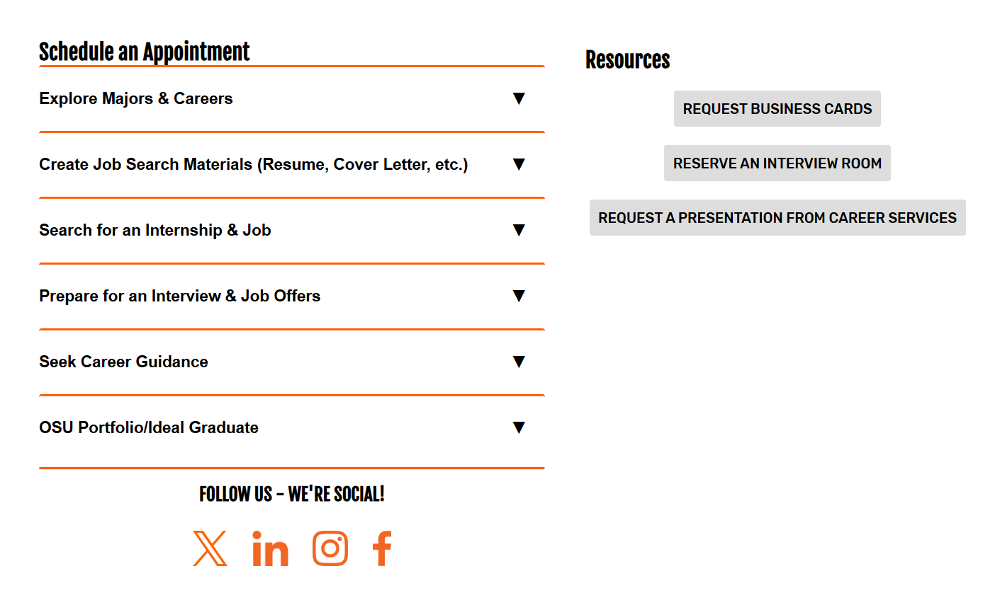 Schedule an Appointment
Explore Majors & Careers
Create Job Search Materials (Resume, Cover Letter, etc.)
Search for an Internship & Job
Prepare for an Interview & Job Offers
Seek Career Guidance
OSU Portfolio/Ideal Graduate
FOLLOW US - WE'RE SOCIAL!
Resources
REQUEST BUSINESS CARDS
RESERVE AN INTERVIEW ROOM
REQUEST A PRESENTATION FROM CAREER SERVICES